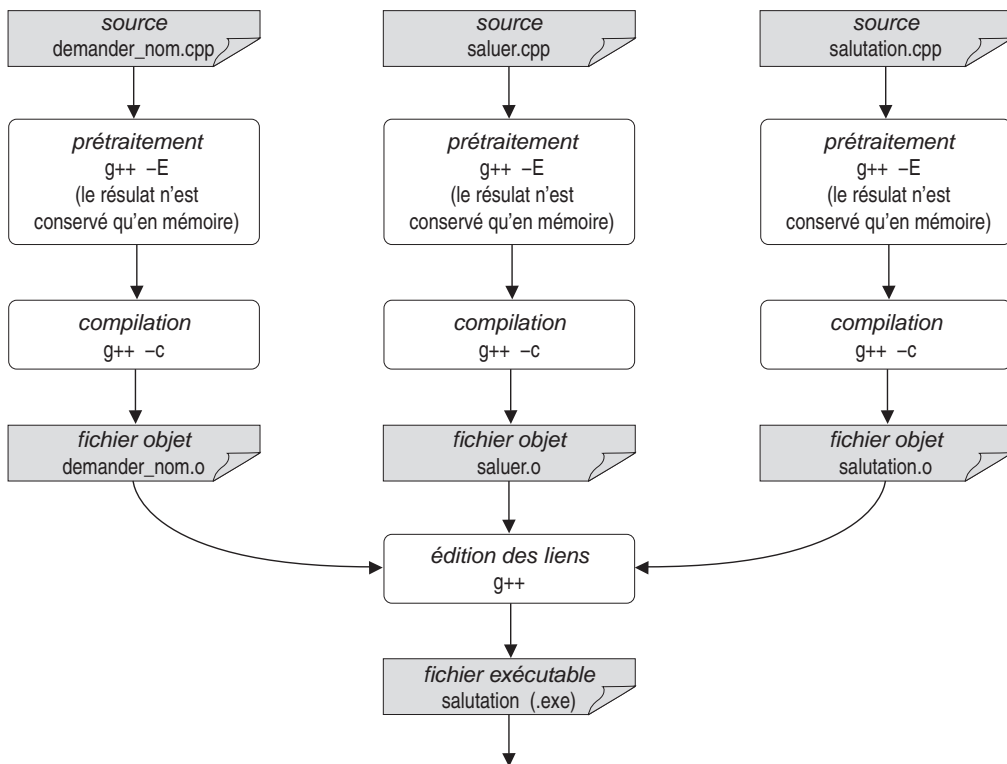 source
demander_nom.cpp
source
saluer.cpp
source
salutation.cpp
prétraitement
g++ –E
(le résulat n'est
conservé qu'en mémoire)
prétraitement
g++ –E
(le résulat n'est
conservé qu'en mémoire)
prétraitement
g++ –E
(le résulat n'est
conservé qu'en mémoire)
compilation
g++ –c
compilation
g++ –c
compilation
g++ –c
fichier objet
demander_nom.o
fichier objet
saluer.o
fichier objet
salutation.o
édition des liens
g++
fichier exécutable
salutation (.exe)